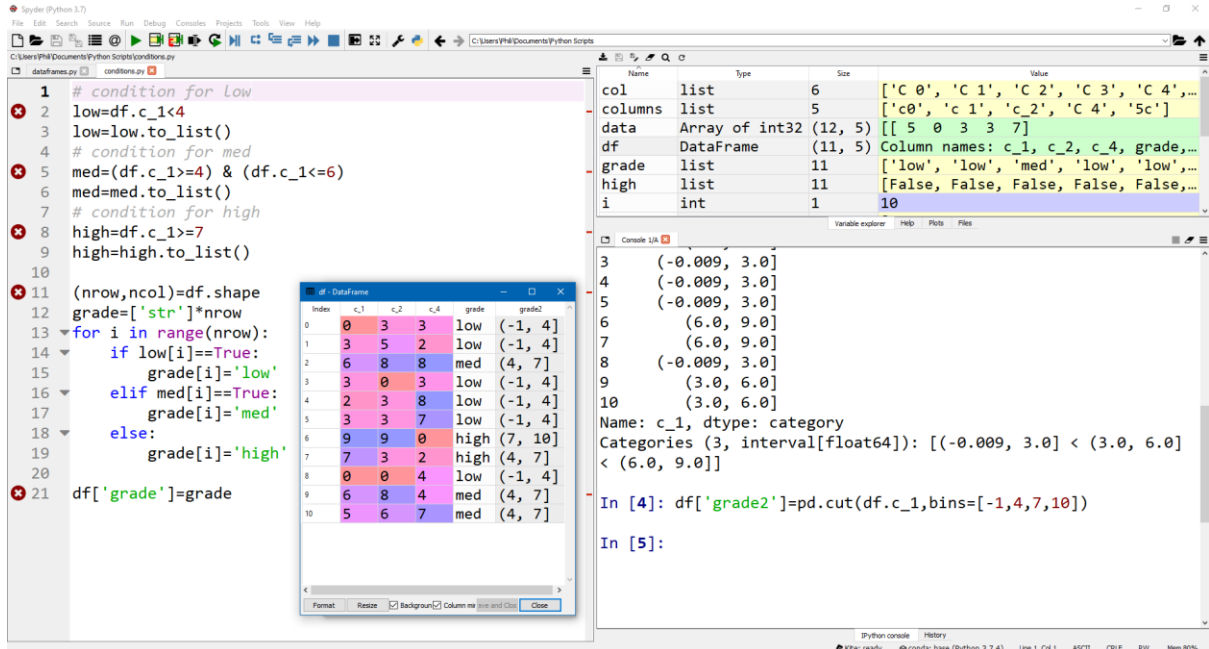 Spyder (Python 3.7)
File Edit Search Source Run Debug Consoles Projects Tools View Help
C:\Users\Phili\Documents\Python Scripts
C:\Users\Phili\Documents\Python Scripts\conditions.py
dataframes.py conditions.py
1 # condition for low
2 low=df.c_1<4
3 low=low.to_list()
4 # condition for med
5 med=(df.c_1>=4) & (df.c_1<=6)
6 med=med.to_list()
7 # condition for high
8 high=df.c_1>=7
9 high=high.to_list()
10
11 (nrow,ncol)=df.shape
12 grade=['str']*nrow
13 for i in range(nrow):
14 if low[i]==True:
15 grade[i]='low'
16 elif med[i]==True:
17 grade[i]='med'
18 else:
19 grade[i]='high'
20
21 df['grade']=grade
df - DataFrame
Index c_1 c_2 c_4 grade grade2
0 0 3 3 low (-1, 4]
1 3 5 2 low (-1, 4]
2 6 8 8 med (4, 7]
3 3 0 3 low (-1, 4]
4 2 3 8 low (-1, 4]
5 3 3 7 low (-1, 4]
6 9 9 0 high (7, 10]
7 7 3 2 high (4, 7]
8 0 0 4 low (-1, 4]
9 6 8 4 med (4, 7]
10 5 6 7 med (4, 7]
Format Resize Backgroun Column mi ave and Clos Close
Name Type Size Value
col list 6 ['C 0', 'C 1', 'C 2', 'C 3', 'C 4',…
columns list 5 ['c0', 'c 1', 'c_2', 'C 4', '5c']
data Array of int32 (12, 5) [[ 5 0 3 3 7]
df DataFrame (11, 5) Column names: c_1, c_2, c_4, grade,…
grade list 11 ['low', 'low', 'med', 'low', 'low',…
high list 11 [False, False, False, False, False,…
i int 1 10
Variable explorer Help Plots Files
Console 1/A
3 (-0.009, 3.0]
4 (-0.009, 3.0]
5 (-0.009, 3.0]
6 (6.0, 9.0]
7 (6.0, 9.0]
8 (-0.009, 3.0]
9 (3.0, 6.0]
10 (3.0, 6.0]
Name: c_1, dtype: category
Categories (3, interval[float64]): [(-0.009, 3.0] < (3.0, 6.0]
< (6.0, 9.0]]
In [4]: df['grade2']=pd.cut(df.c_1,bins=[-1,4,7,10])
In [5]:
IPython console History
Kite: ready conda: base (Python 3.7.4) Line 1, Col 1 ASCII CRLF RW Mem 80%